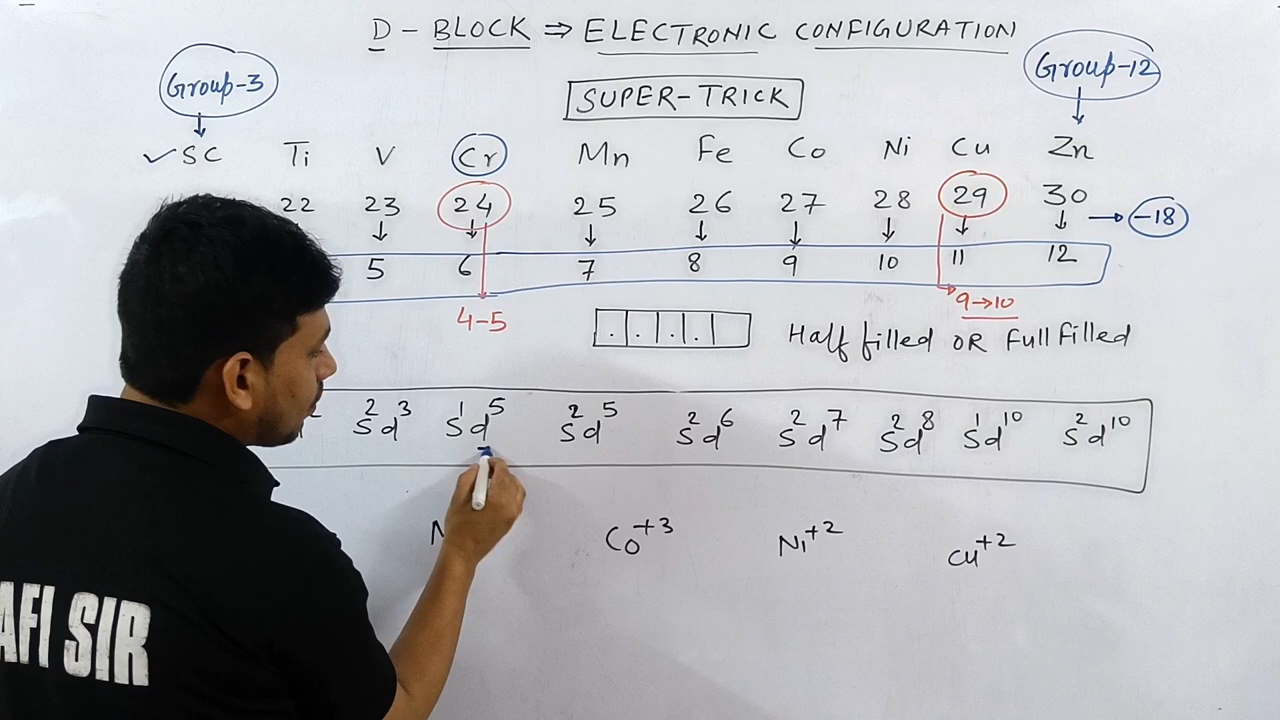 D - BLOCK ⇒ ELECTRONIC CONFIGURATION
Group-3
Group-12
SUPER-TRICK
✓ SC Ti V Cr Mn Fe Co Ni Cu Zn
22 23 24 25 26 27 28 29 30
↓ ↓ ↓ ↓ ↓ ↓ ↓ ↓ → -18
5 6 7 8 9 10 11 12
4-5
9→10
Half filled OR Full filled
s²d³ s¹d⁵ s²d⁵ s²d⁶ s²d⁷ s²d⁸ s¹d¹⁰ s²d¹⁰
Co⁺³ Ni⁺² Cu⁺²
AFI SIR